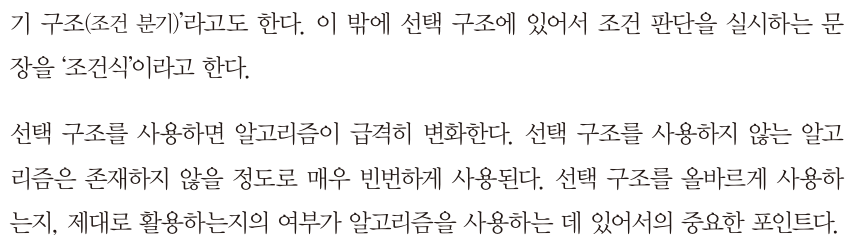 기 구조(조건 분기)’라고도 한다. 이 밖에 선택 구조에 있어서 조건 판단을 실시하는 문
장을 ‘조건식’이라고 한다.
선택 구조를 사용하면 알고리즘이 급격히 변화한다. 선택 구조를 사용하지 않는 알고
리즘은 존재하지 않을 정도로 매우 빈번하게 사용된다. 선택 구조를 올바르게 사용하
는지, 제대로 활용하는지의 여부가 알고리즘을 사용하는 데 있어서의 중요한 포인트다.